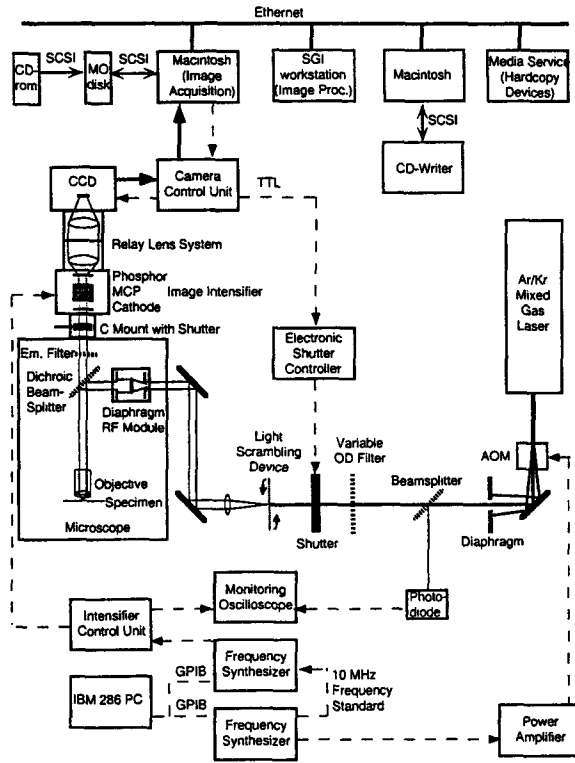 Ethernet
CD-
rom
SCSI
MO
disk
SCSI
Macintosh
(Image
Acquisition)
SGI
workstation
(Image Proc.)
Macintosh
Media Service
(Hardcopy
Devices)
SCSI
CD-Writer
CCD
Camera
Control Unit
TTL
Relay Lens System
Phosphor
MCP
Cathode
Image Intensifier
C Mount with Shutter
Em. Filter
Dichroic
Beam-
Splitter
Diaphragm
RF Module
Objective
Specimen
Microscope
Electronic
Shutter
Controller
Ar/Kr
Mixed
Gas
Laser
Light
Scrambling
Device
Variable
OD Filter
Beamsplitter
AOM
Shutter
Diaphragm
Photo-
diode
Monitoring
Oscilloscope
Intensifier
Control Unit
Frequency
Synthesizer
GPIB
IBM 286 PC
GPIB
10 MHz
Frequency
Standard
Frequency
Synthesizer
Power
Amplifier